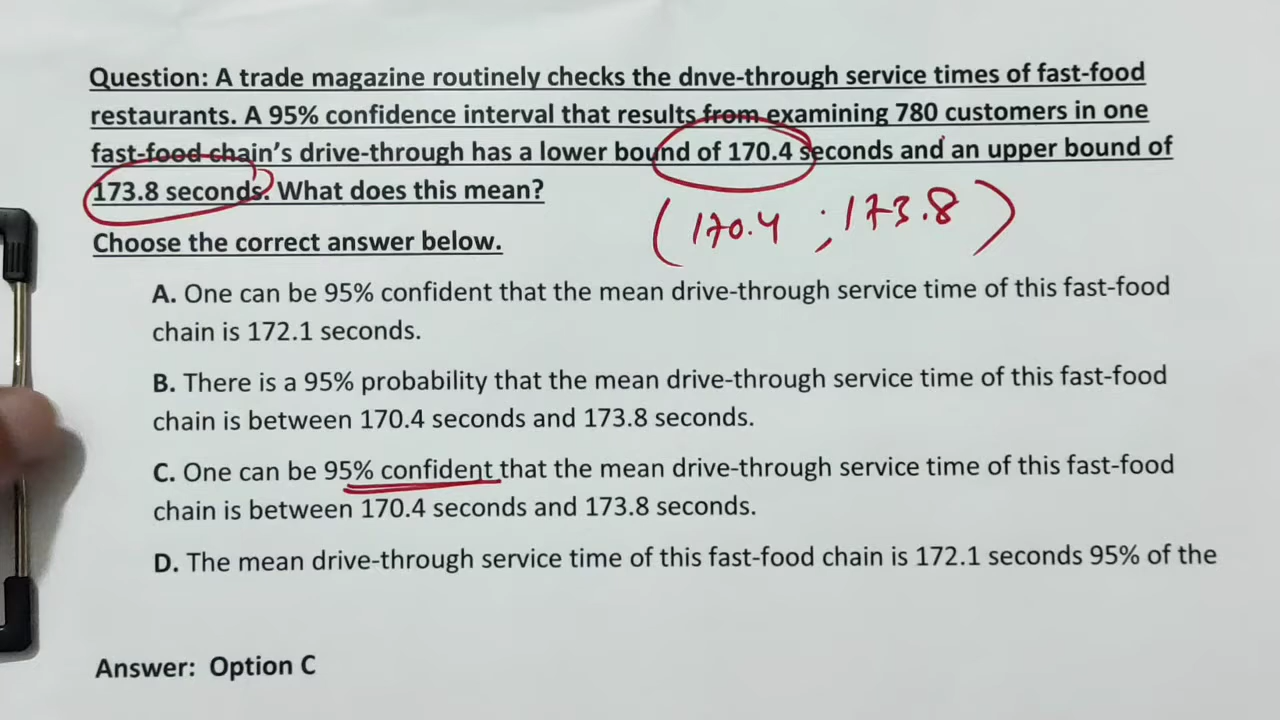 Question: A trade magazine routinely checks the dnve-through service times of fast-food
restaurants. A 95% confidence interval that results from examining 780 customers in one
fast-food chain's drive-through has a lower bound of 170.4 seconds and an upper bound of
173.8 seconds. What does this mean?
(170.4 ; 173.8)
Choose the correct answer below.
A. One can be 95% confident that the mean drive-through service time of this fast-food
chain is 172.1 seconds.
B. There is a 95% probability that the mean drive-through service time of this fast-food
chain is between 170.4 seconds and 173.8 seconds.
C. One can be 95% confident that the mean drive-through service time of this fast-food
chain is between 170.4 seconds and 173.8 seconds.
D. The mean drive-through service time of this fast-food chain is 172.1 seconds 95% of the
Answer: Option C